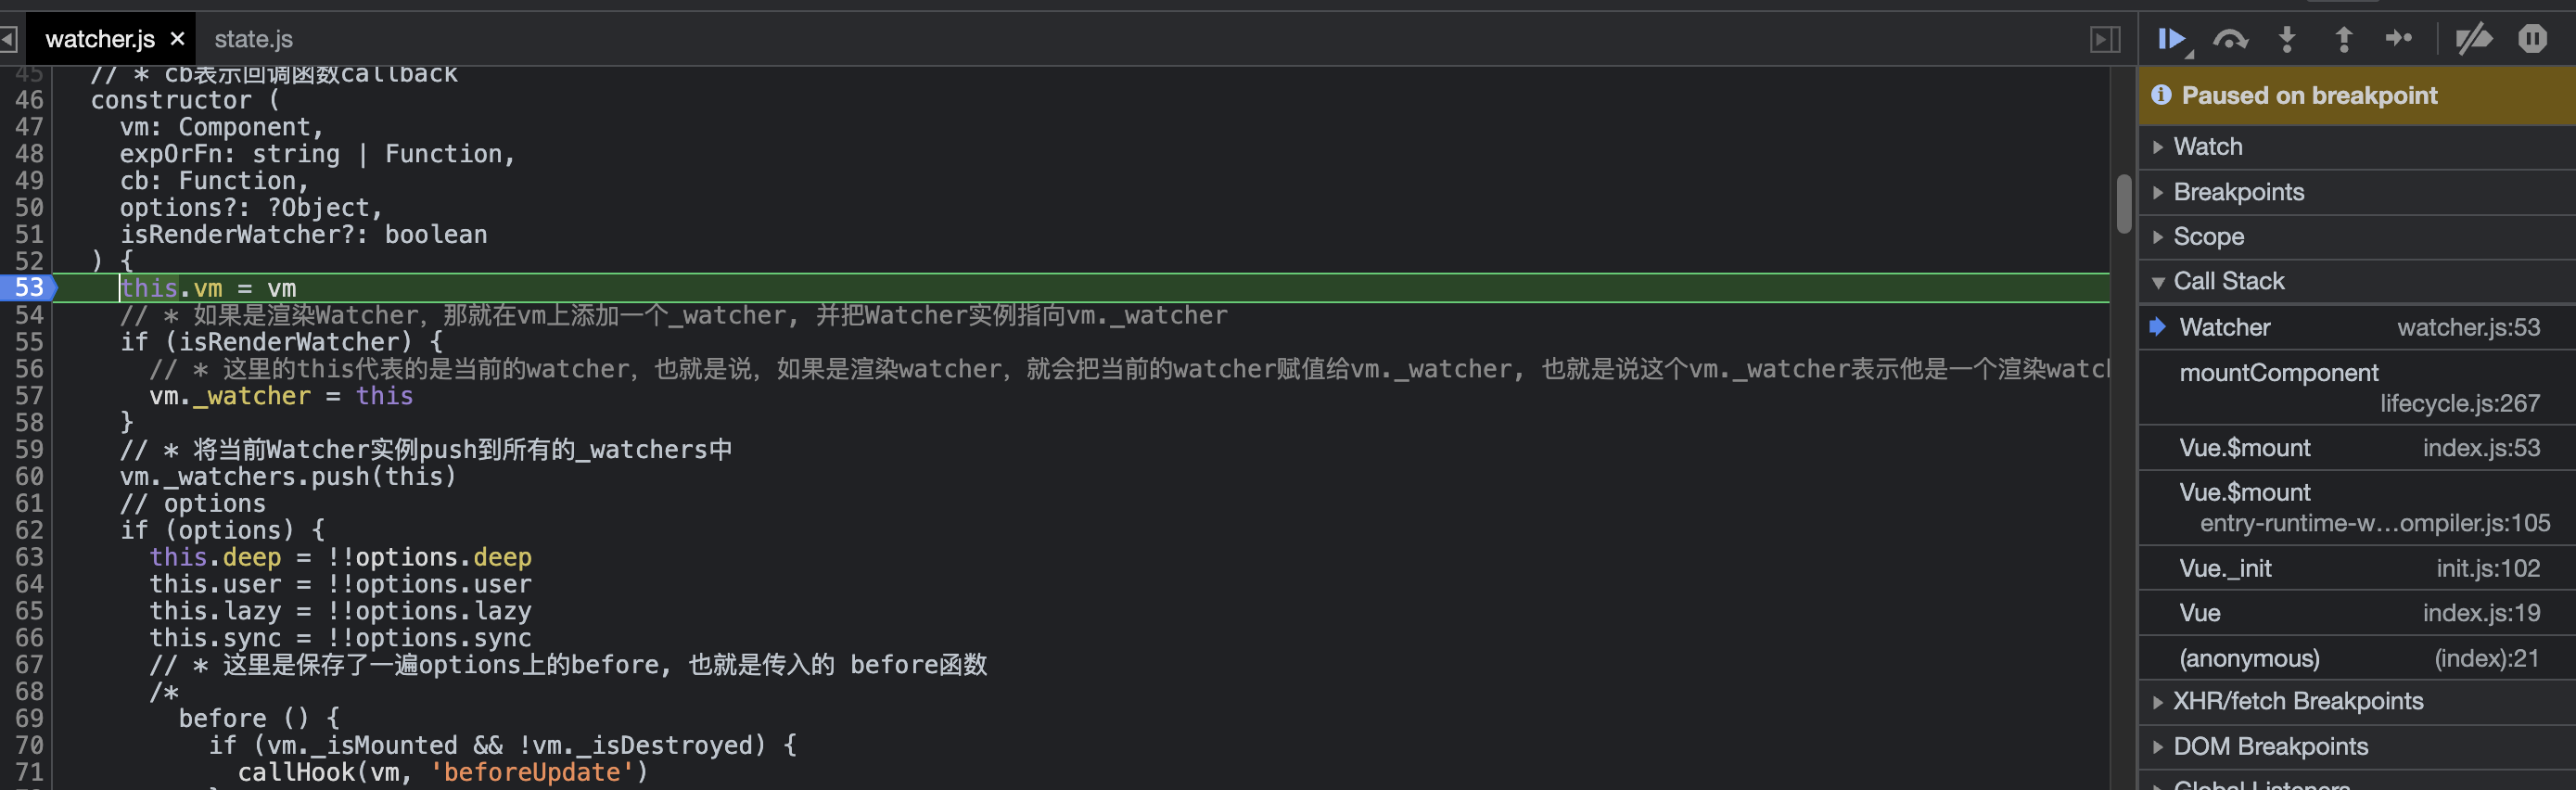 watcher.js ×
state.js
45 // * cb表示回调函数callback
46 constructor (
47 vm: Component,
48 expOrFn: string | Function,
49 cb: Function,
50 options?: ?Object,
51 isRenderWatcher?: boolean
52 ) {
53 this.vm = vm
54 // * 如果是渲染Watcher，那就在vm上添加一个_watcher, 并把Watcher实例指向vm._watcher
55 if (isRenderWatcher) {
56 // * 这里的this代表的是当前的watcher，也就是说，如果是渲染watcher，就会把当前的watcher赋值给vm._watcher, 也就是说这个vm._watcher表示他是一个渲染watc
57 vm._watcher = this
58 }
59 // * 将当前Watcher实例push到所有的_watchers中
60 vm._watchers.push(this)
61 // options
62 if (options) {
63 this.deep = !!options.deep
64 this.user = !!options.user
65 this.lazy = !!options.lazy
66 this.sync = !!options.sync
67 // * 这里是保存了一遍options上的before, 也就是传入的 before函数
68 /*
69 before () {
70 if (vm._isMounted && !vm._isDestroyed) {
71 callHook(vm, 'beforeUpdate')
Paused on breakpoint
Watch
Breakpoints
Scope
Call Stack
Watcher watcher.js:53
mountComponent
lifecycle.js:267
Vue.$mount index.js:53
Vue.$mount
entry-runtime-w…ompiler.js:105
Vue._init init.js:102
Vue index.js:19
(anonymous) (index):21
XHR/fetch Breakpoints
DOM Breakpoints
Global Listeners